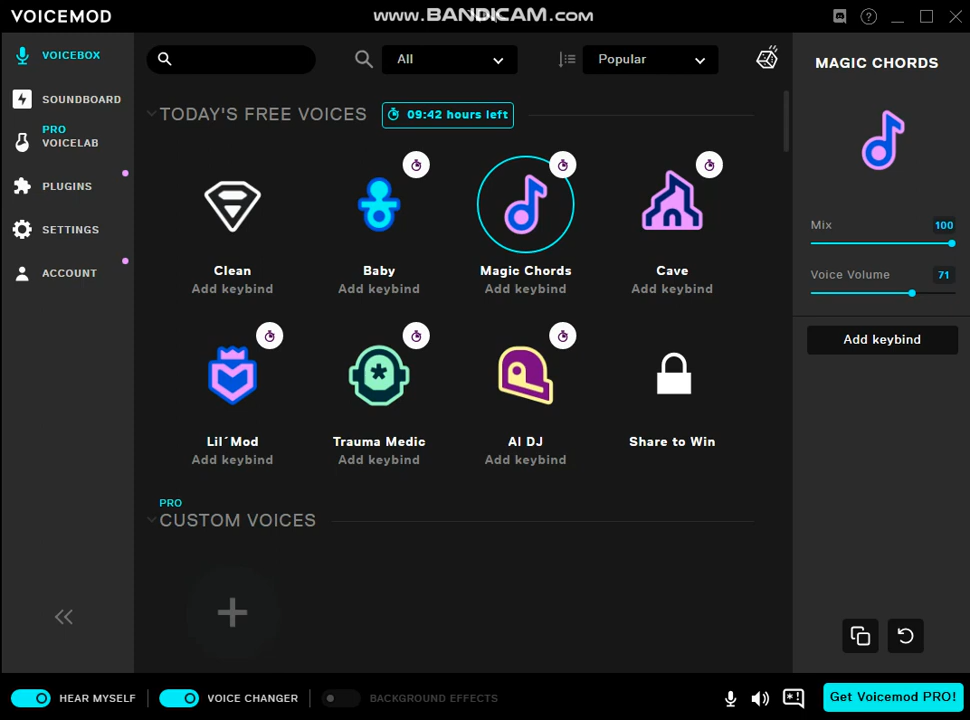 VOICEMOD
www.BANDICAM.com
VOICEBOX
SOUNDBOARD
PRO
VOICELAB
PLUGINS
SETTINGS
ACCOUNT
All
Popular
TODAY'S FREE VOICES
09:42 hours left
Clean
Add keybind
Baby
Add keybind
Magic Chords
Add keybind
Cave
Add keybind
Lil´Mod
Add keybind
Trauma Medic
Add keybind
AI DJ
Add keybind
Share to Win
PRO
CUSTOM VOICES
MAGIC CHORDS
Mix 100
Voice Volume 71
Add keybind
HEAR MYSELF
VOICE CHANGER
BACKGROUND EFFECTS
Get Voicemod PRO!